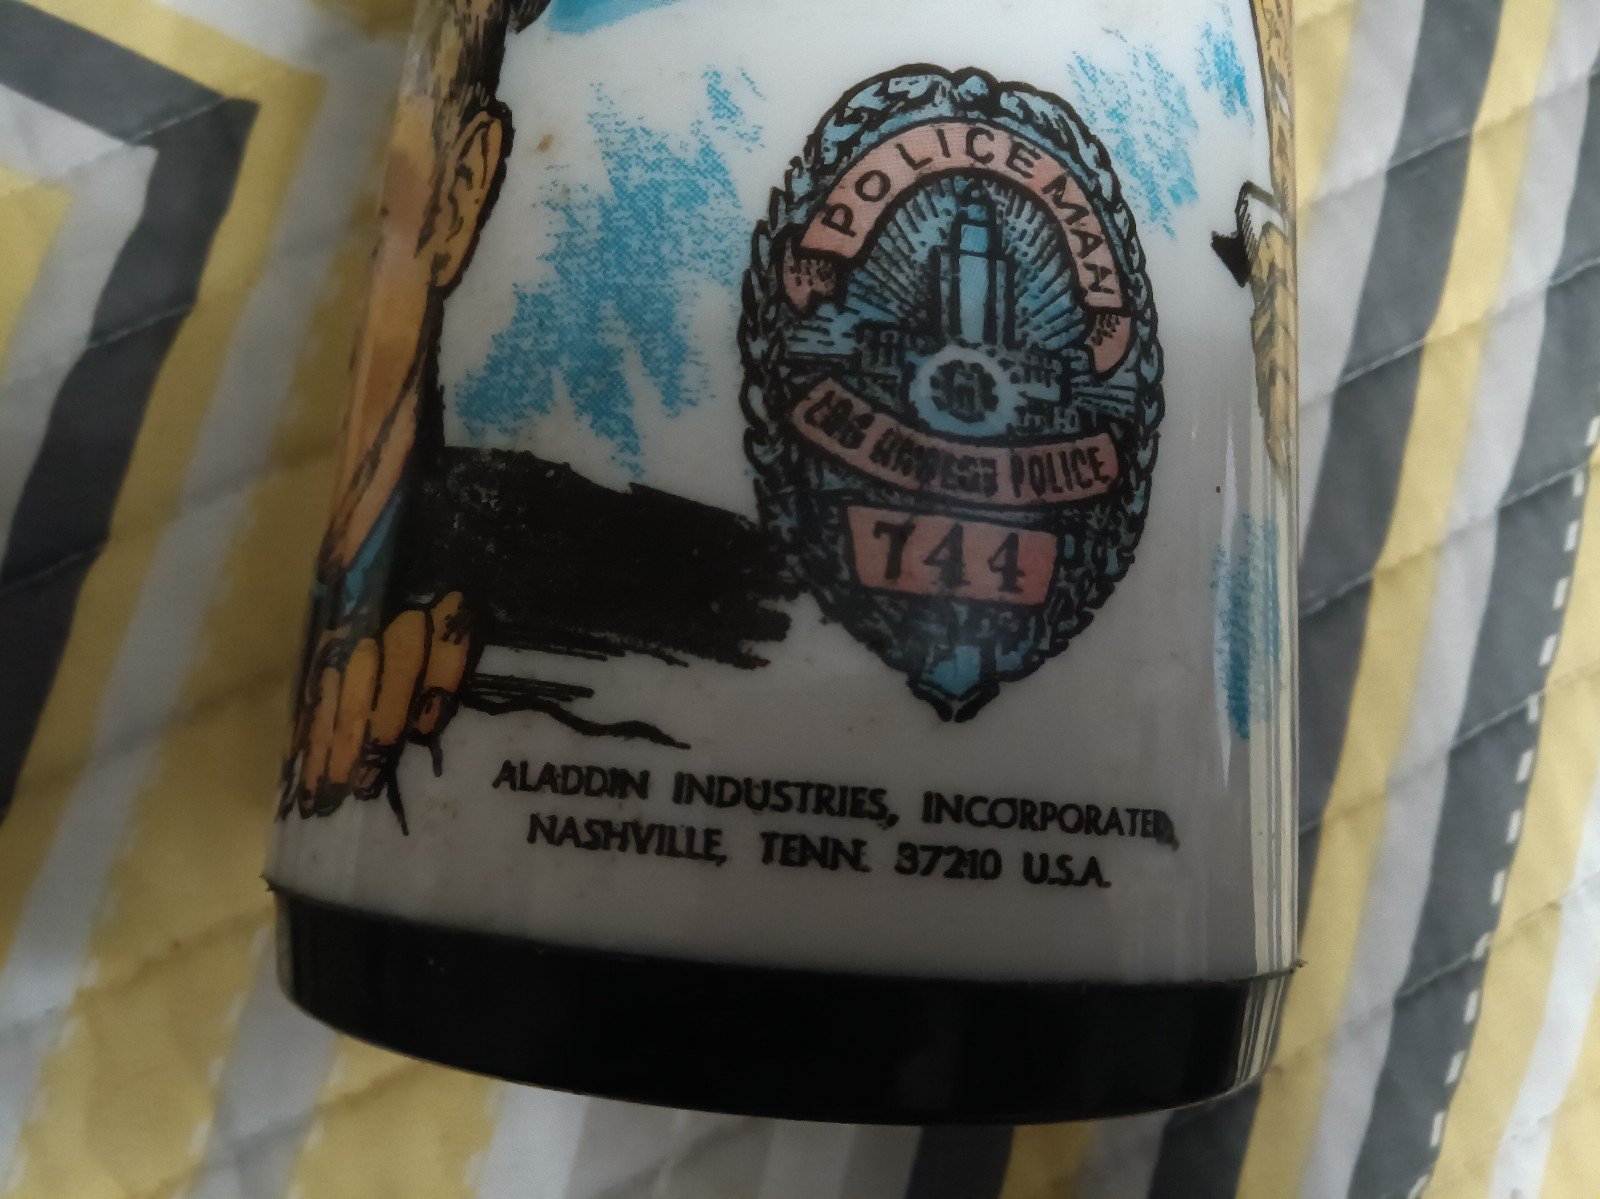 POLICEMAN
LOS ANGELES POLICE
744
ALADDIN INDUSTRIES, INCORPORATED,
NASHVILLE, TENN. 37210 U.S.A.